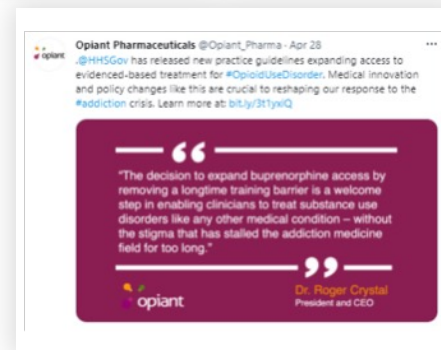 opiant
Opiant Pharmaceuticals @Opiant_Pharma · Apr 28
.@HHSGov has released new practice guidelines expanding access to
evidenced-based treatment for #OpioidUseDisorder. Medical innovation
and policy changes like this are crucial to reshaping our response to the
#addiction crisis. Learn more at: bit.ly/3t1yxIQ
“
“The decision to expand buprenorphine access by
removing a longtime training barrier is a welcome
step in enabling clinicians to treat substance use
disorders like any other medical condition – without
the stigma that has stalled the addiction medicine
field for too long.”
”
opiant
Dr. Roger Crystal
President and CEO